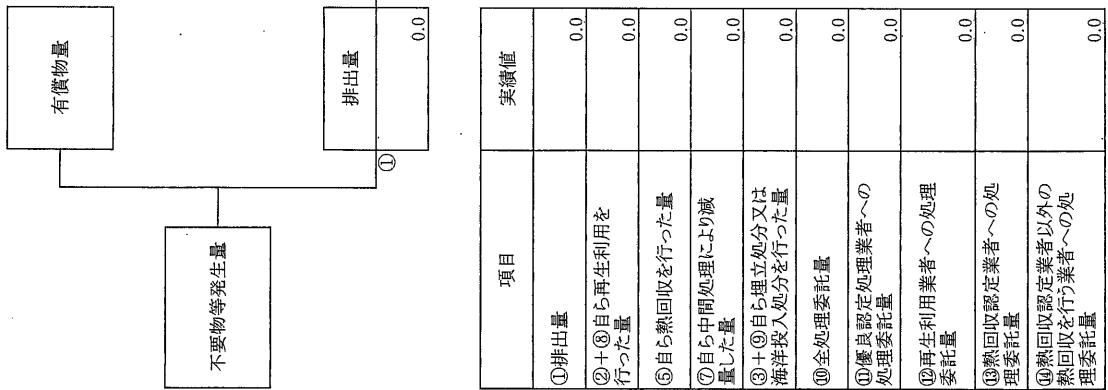 不要物等発生量
有償物量
排出量
①
0.0
項目
実績値
①排出量
0.0
②+⑧自ら再生利用を
行った量
0.0
⑤自ら熱回収を行った量
0.0
⑦自ら中間処理により減
量した量
0.0
③+⑨自ら埋立処分又は
海洋投入処分を行った量
0.0
⑩全処理委託量
0.0
⑪優良認定処理業者への
処理委託量
0.0
⑫再生利用業者への処理
委託量
0.0
⑬熱回収認定業者への処
理委託量
0.0
⑭熱回収認定業者以外の
熱回収を行う業者への処
理委託量
0.0